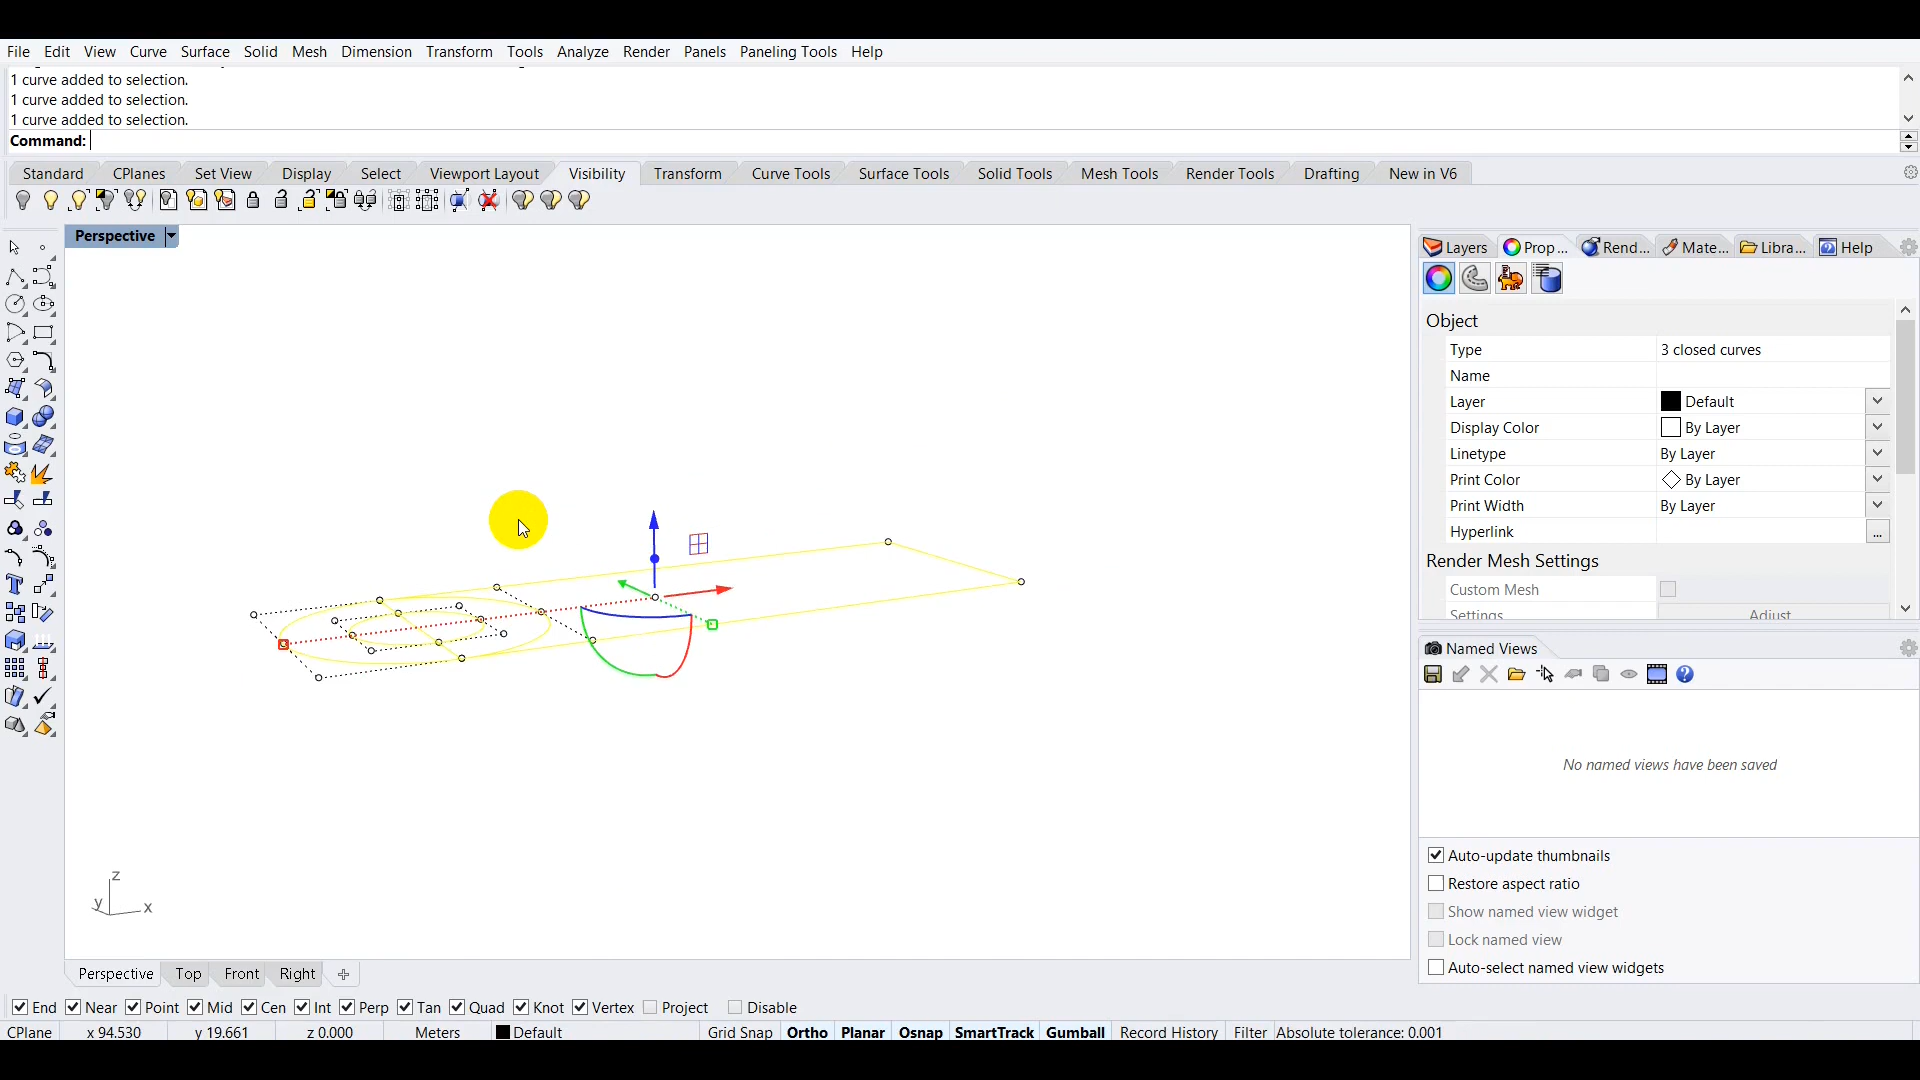 File Edit View Curve Surface Solid Mesh Dimension Transform Tools Analyze Render Panels Paneling Tools Help
1 curve added to selection.
1 curve added to selection.
1 curve added to selection.
Command:
Standard CPlanes Set View Display Select Viewport Layout Visibility Transform Curve Tools Surface Tools Solid Tools Mesh Tools Render Tools Drafting New in V6
Perspective
Layers Prop... Rend... Mate... Libra... Help
Object
Type 3 closed curves
Name
Layer Default
Display Color By Layer
Linetype By Layer
Print Color By Layer
Print Width By Layer
Hyperlink ...
Render Mesh Settings
Custom Mesh
Settings Adjust
Named Views
No named views have been saved
z
y x
Auto-update thumbnails
Restore aspect ratio
Show named view widget
Lock named view
Auto-select named view widgets
Perspective Top Front Right
End Near Point Mid Cen Int Perp Tan Quad Knot Vertex Project Disable
CPlane x 94.530 y 19.661 z 0.000 Meters Default Grid Snap Ortho Planar Osnap SmartTrack Gumball Record History Filter Absolute tolerance: 0.001